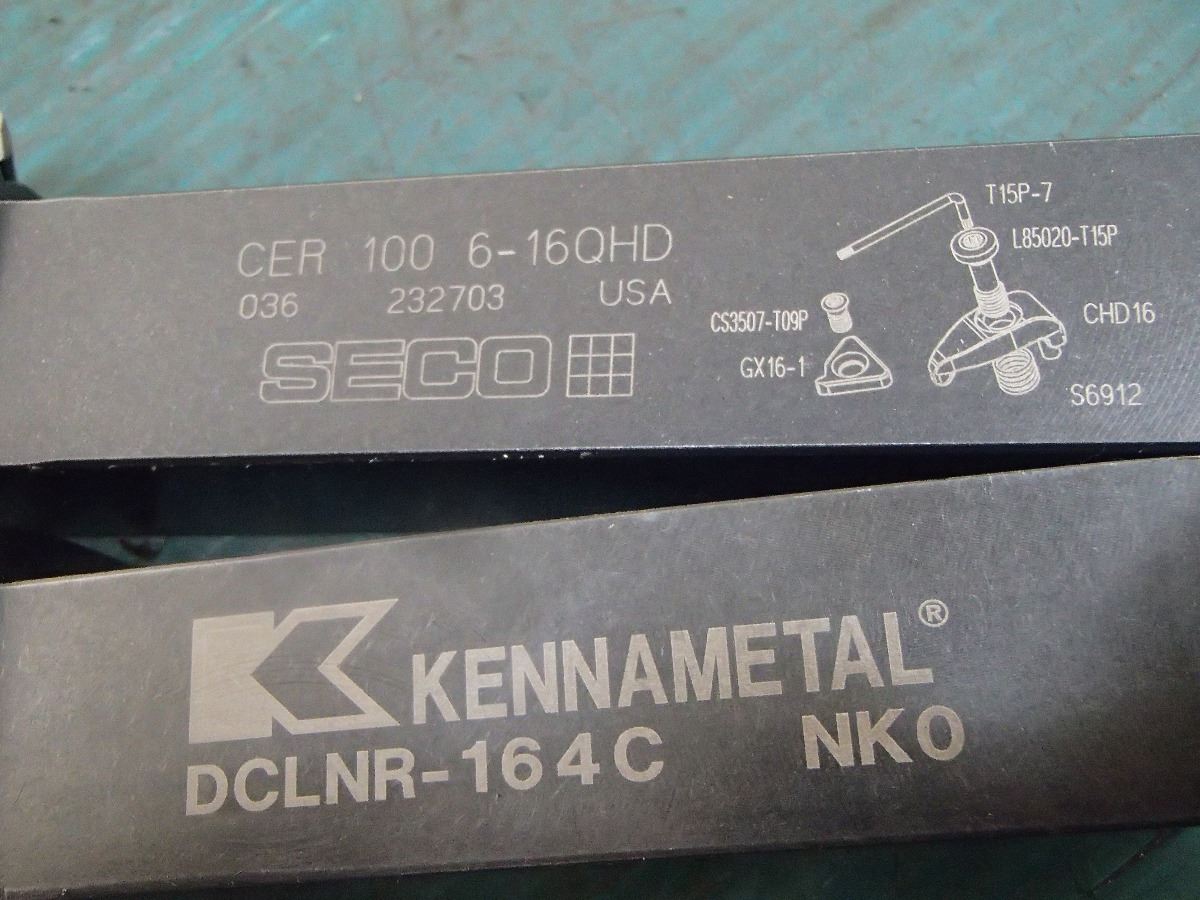 CER 100 6-16QHD
036 232703 USA
SECO
T15P-7
L85020-T15P
CS3507-T09P
CHD16
GX16-1
S6912
KENNAMETAL®
DCLNR-164C NK0